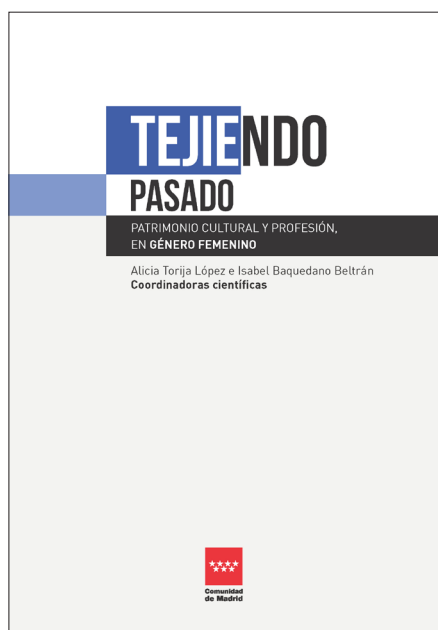 TEJIENDO
PASADO
PATRIMONIO CULTURAL Y PROFESIÓN,
EN GÉNERO FEMENINO
Alicia Torija López e Isabel Baquedano Beltrán
Coordinadoras científicas
Comunidad
de Madrid